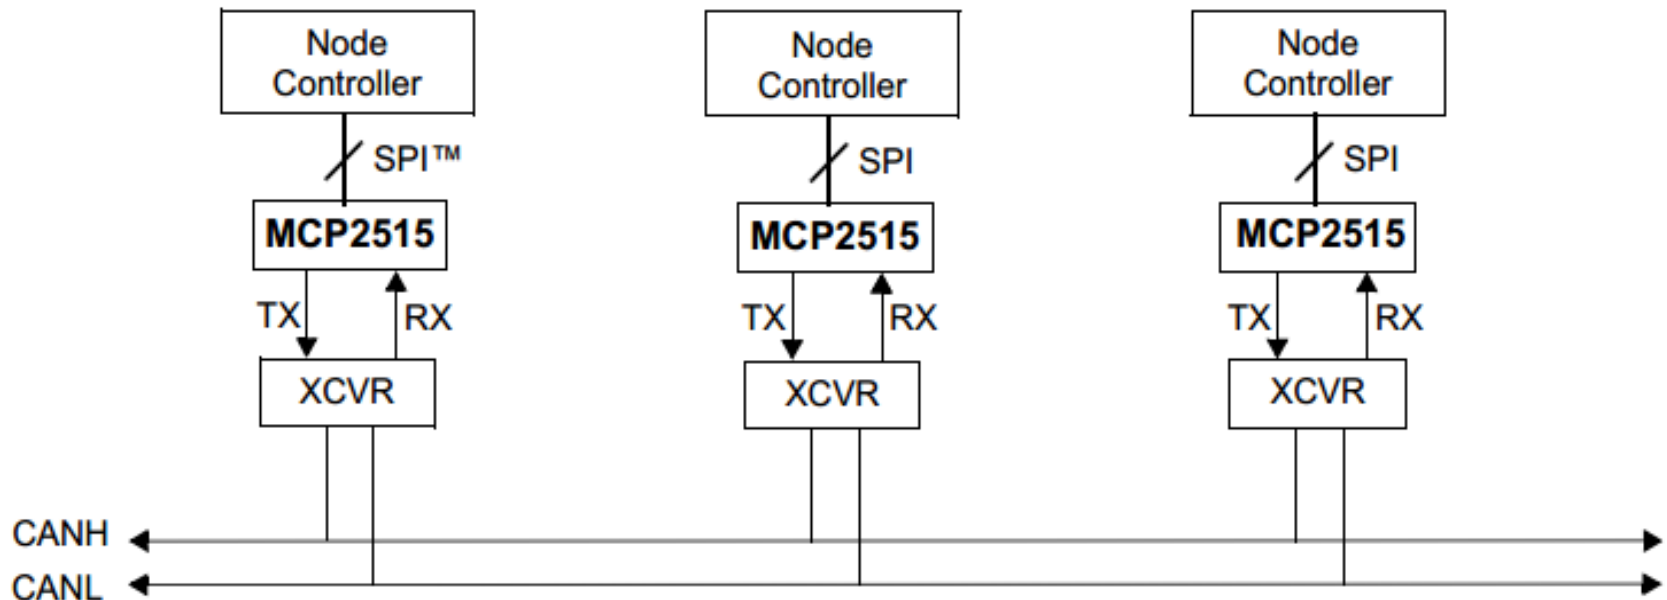 Node Controller
Node Controller
Node Controller
SPI™
SPI
SPI
MCP2515
MCP2515
MCP2515
TX
RX
TX
RX
TX
RX
XCVR
XCVR
XCVR
CANH
CANL